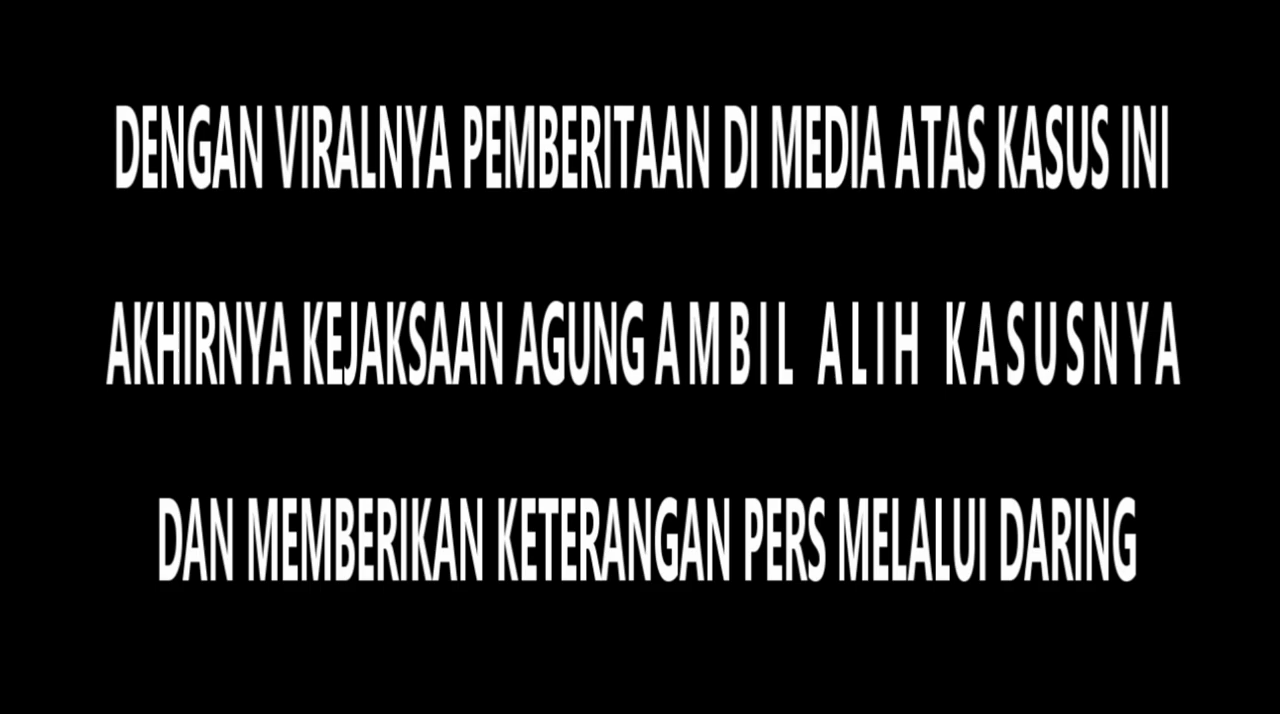 DENGAN VIRALNYA PEMBERITAAN DI MEDIA ATAS KASUS INI
AKHIRNYA KEJAKSAAN AGUNG AMBIL ALIH KASUSNYA
DAN MEMBERIKAN KETERANGAN PERS MELALUI DARING